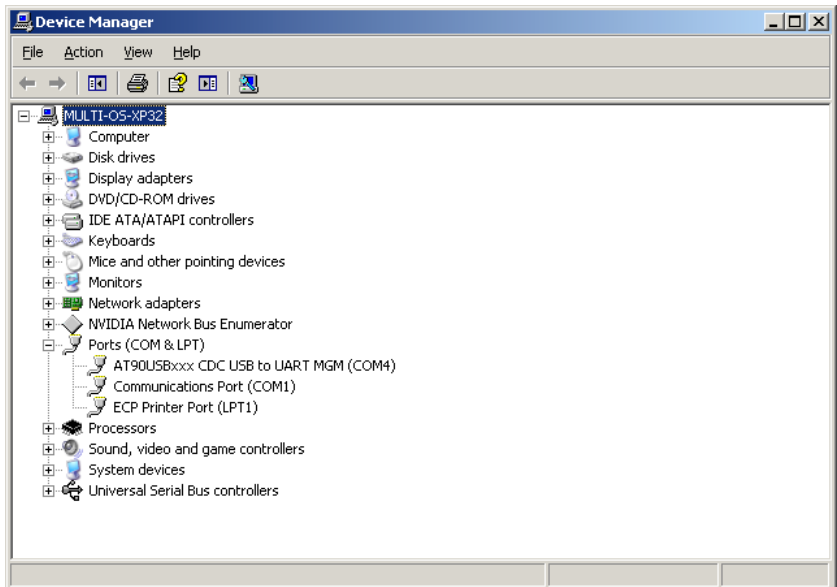 Device Manager
File Action View Help
MULTI-OS-XP32
Computer
Disk drives
Display adapters
DVD/CD-ROM drives
IDE ATA/ATAPI controllers
Keyboards
Mice and other pointing devices
Monitors
Network adapters
NVIDIA Network Bus Enumerator
Ports (COM & LPT)
AT90USBxxx CDC USB to UART MGM (COM4)
Communications Port (COM1)
ECP Printer Port (LPT1)
Processors
Sound, video and game controllers
System devices
Universal Serial Bus controllers